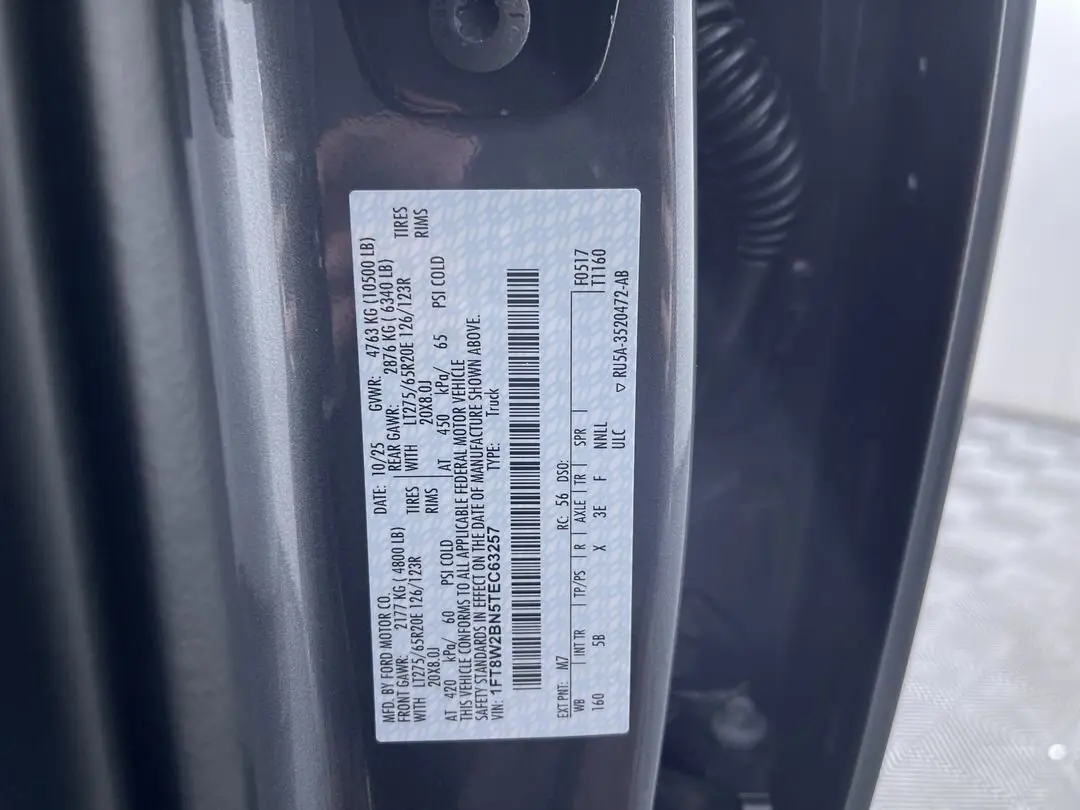 MFD. BY FORD MOTOR CO.
DATE: 10/25 GVWR: 4763 KG (10500 LB)
FRONT GAWR: 2177 KG ( 4800 LB)
REAR GAWR: 2876 KG ( 6340 LB)
WITH LT275/65R20E 126/123R TIRES
WITH LT275/65R20E 126/123R TIRES
20X8.0J RIMS
20X8.0J RIMS
AT 420 kPa/ 60 PSI COLD
AT 450 kPa/ 65 PSI COLD
THIS VEHICLE CONFORMS TO ALL APPLICABLE FEDERAL MOTOR VEHICLE
SAFETY STANDARDS IN EFFECT ON THE DATE OF MANUFACTURE SHOWN ABOVE.
VIN: 1FT8W2BN5TEC63257 TYPE: Truck
EXT PNT: M7 RC: 56 DSO: F0517
WB INT TR TP/PS R AXLE TR SPR T1160
160 5B X 3E F NNLL
ULC ▽ RU5A-3520472-AB